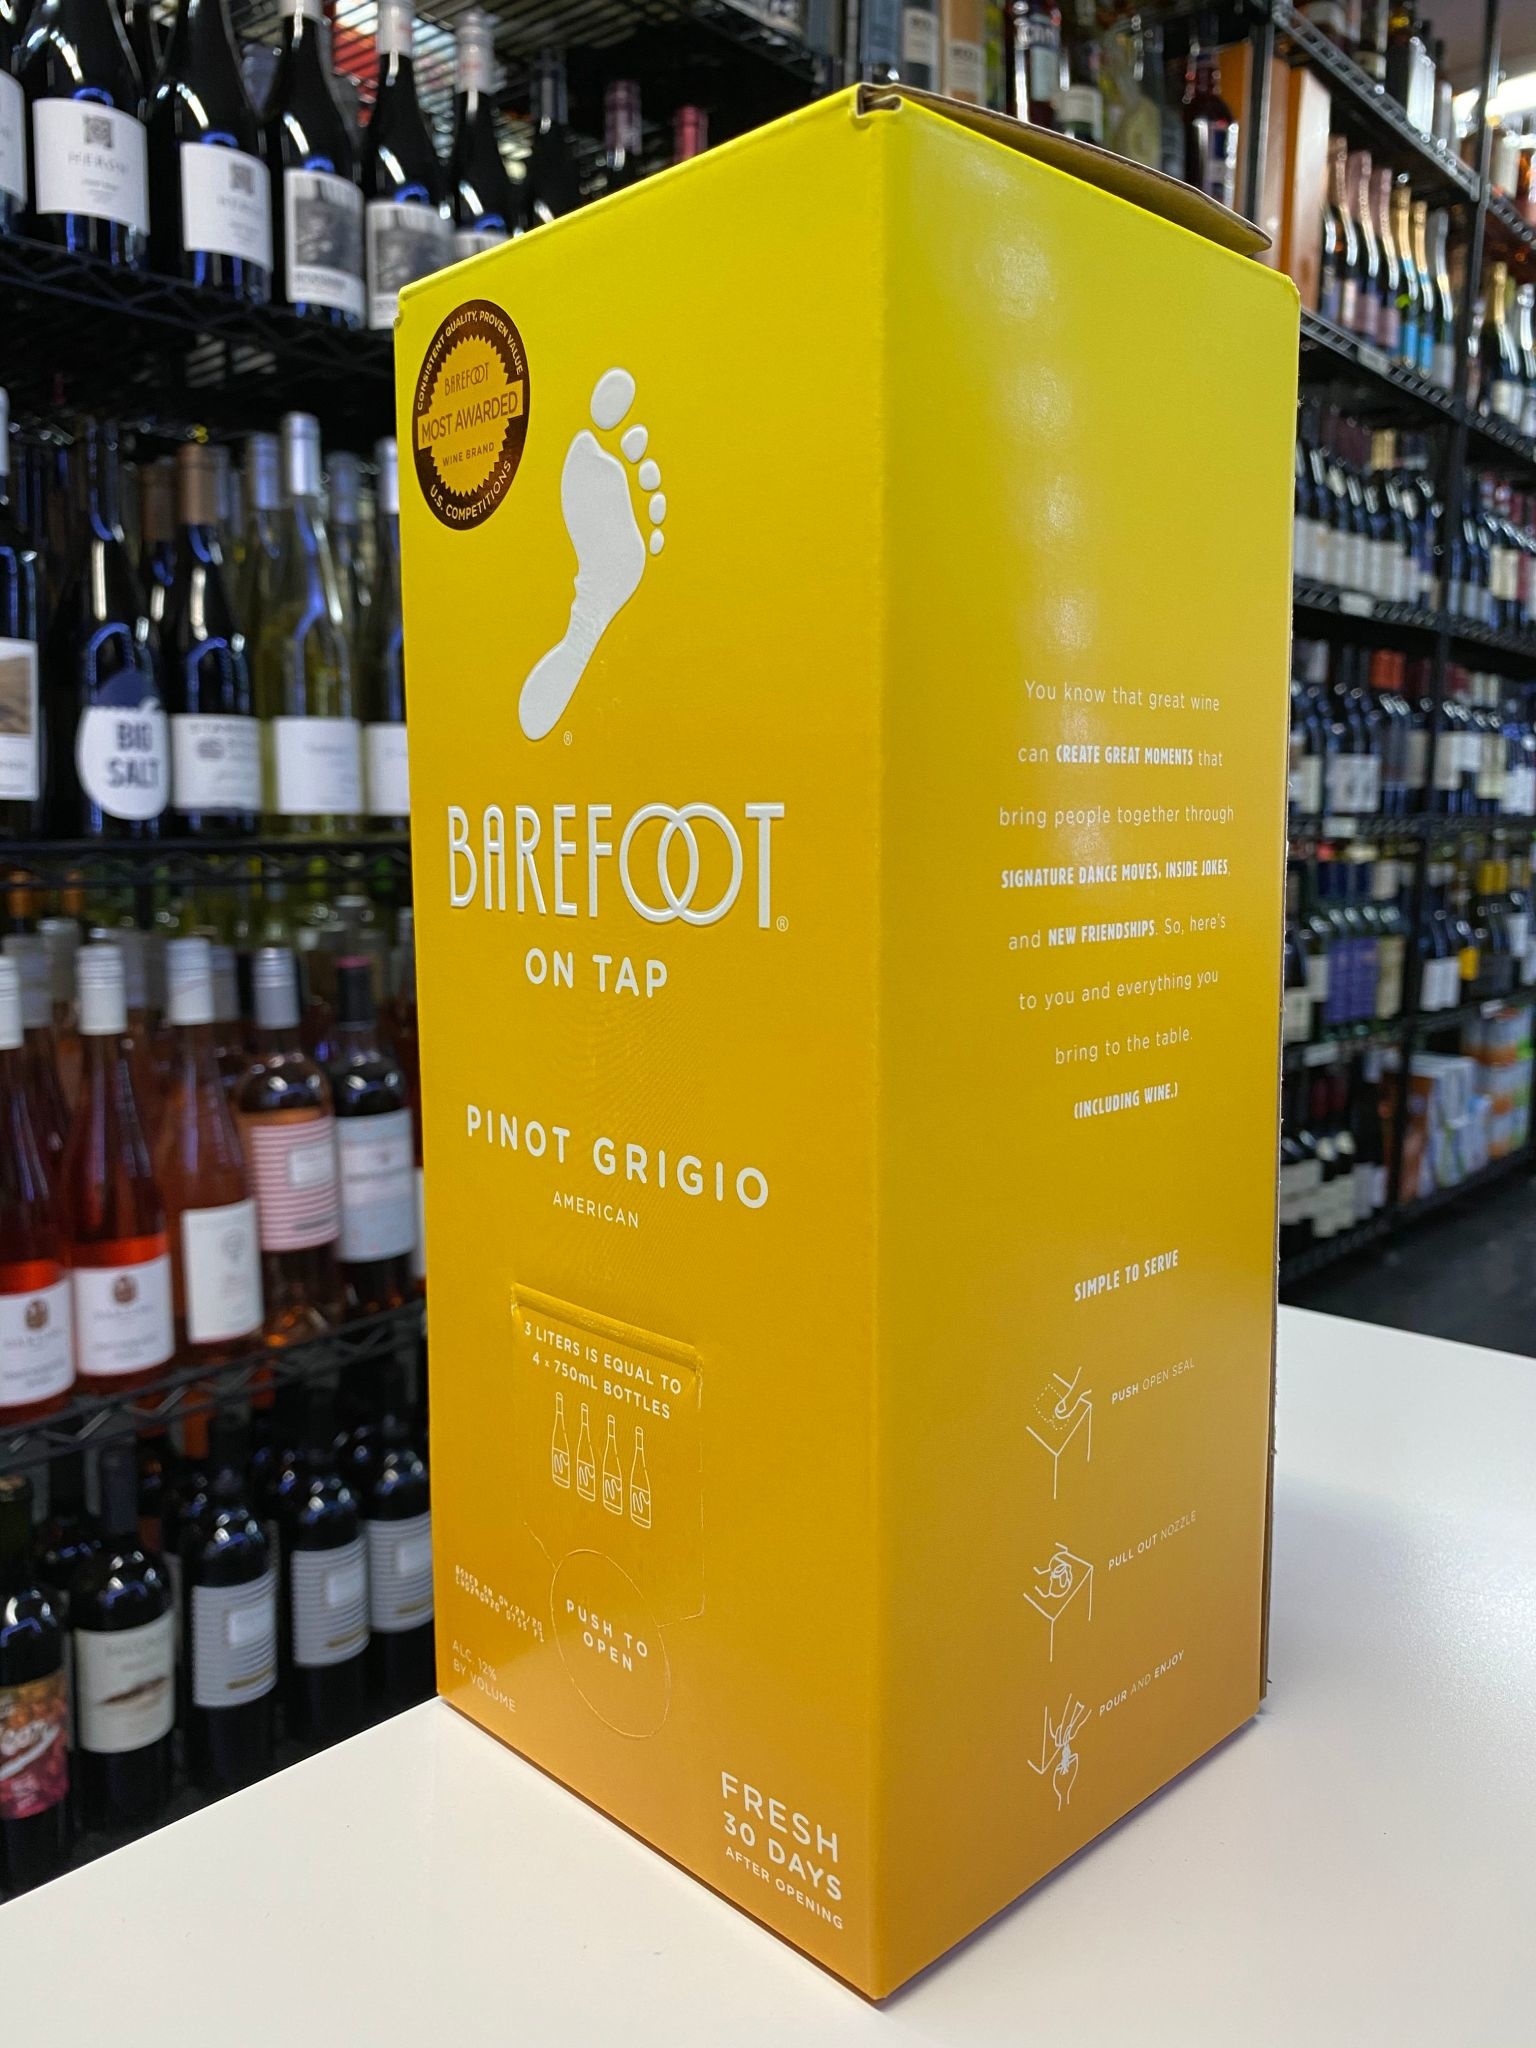 CONSISTENT QUALITY, PROVEN VALUE
BAREFOOT
MOST AWARDED
WINE BRAND
U.S. COMPETITIONS
®
BAREFOOT®
ON TAP
PINOT GRIGIO
AMERICAN
3 LITERS IS EQUAL TO
4 x 750mL BOTTLES
PUSH TO
OPEN
ALC. 12%
BY VOLUME
FRESH
30 DAYS
AFTER OPENING
You know that great wine
can CREATE GREAT MOMENTS that
bring people together through
SIGNATURE DANCE MOVES, INSIDE JOKES,
and NEW FRIENDSHIPS. So, here's
to you and everything you
bring to the table.
(INCLUDING WINE.)
SIMPLE TO SERVE
PUSH OPEN SEAL
PULL OUT NOZZLE
POUR AND ENJOY
BIG
SALT